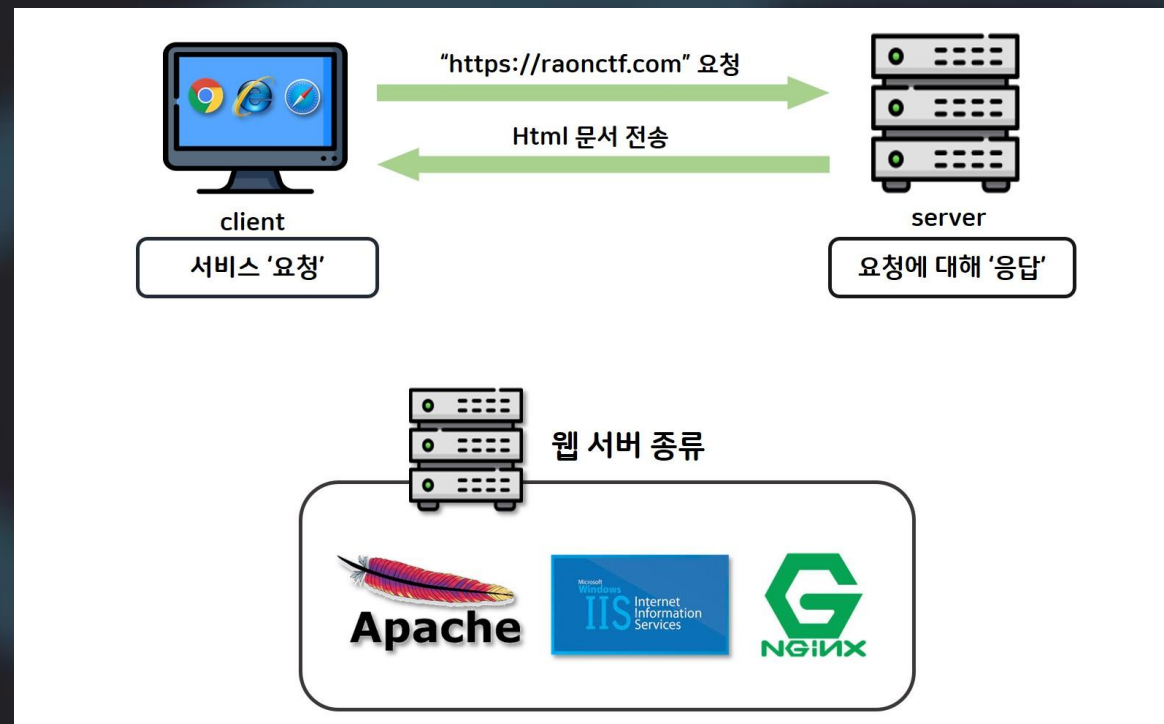 “https://raonctf.com” 요청
Html 문서 전송
client
server
서비스 ‘요청’
요청에 대해 ‘응답’
웹 서버 종류
Apache
Microsoft
Windows
IIS
Internet
Information
Services
G
NGiNX